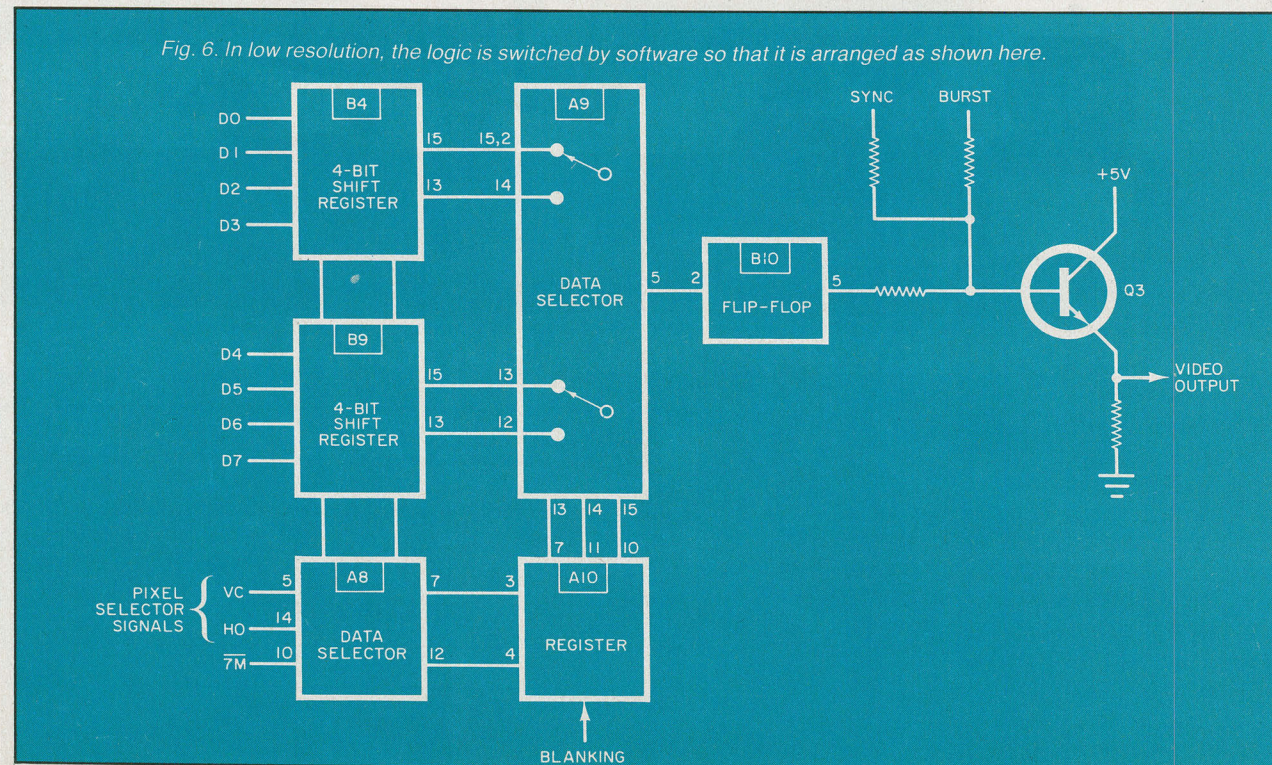 Fig. 6. In low resolution, the logic is switched by software so that it is arranged as shown here.
B4
D0
D1
D2
D3
4-BIT
SHIFT
REGISTER
15
13
15,2
14
A9
DATA
SELECTOR
B9
D4
D5
D6
D7
4-BIT
SHIFT
REGISTER
15
13
13
12
5
2
B10
FLIP-FLOP
5
SYNC
BURST
+5V
Q3
VIDEO
OUTPUT
13
14
15
7
11
10
PIXEL
SELECTOR
SIGNALS
VC
HO
7M
5
14
10
A8
DATA
SELECTOR
7
12
3
4
A10
REGISTER
BLANKING